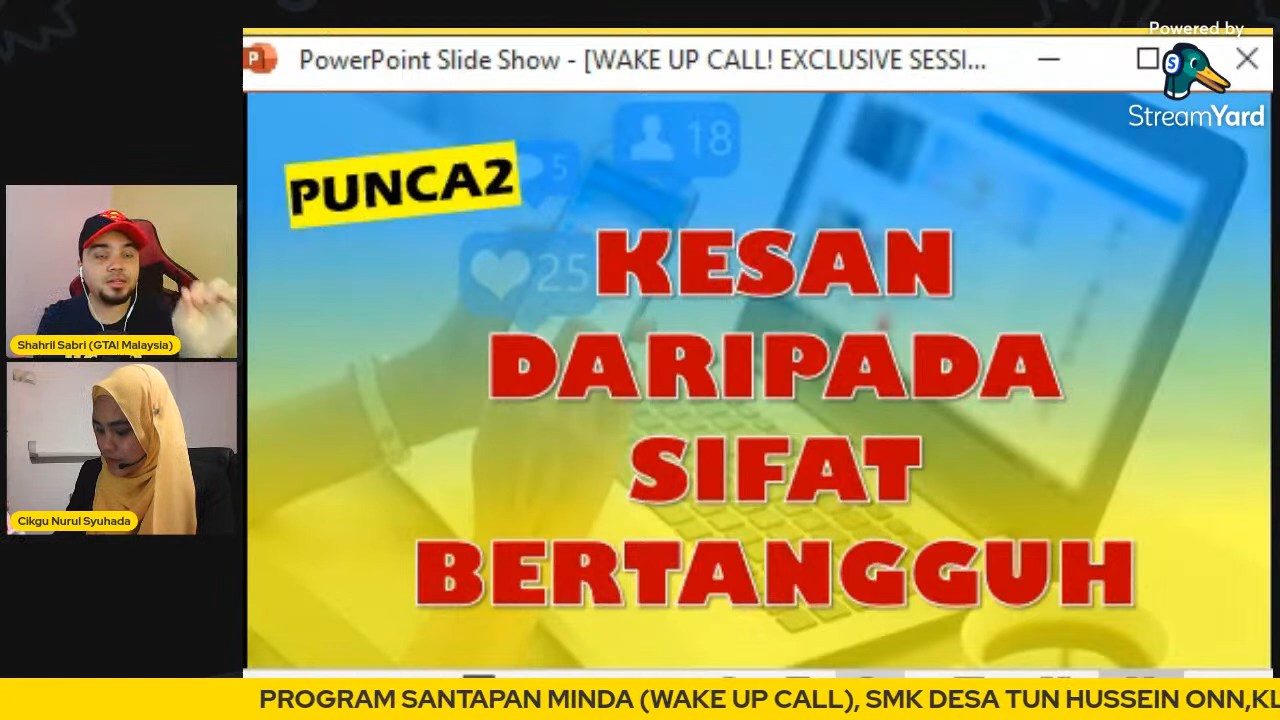 Powered by
StreamYard
PowerPoint Slide Show - [WAKE UP CALL! EXCLUSIVE SESSI...
PUNCA2
5
18
25
KESAN
DARIPADA
SIFAT
BERTANGGUH
Shahril Sabri (GTA! Malaysia)
Cikgu Nurul Syuhada
PROGRAM SANTAPAN MINDA (WAKE UP CALL), SMK DESA TUN HUSSEIN ONN,KL